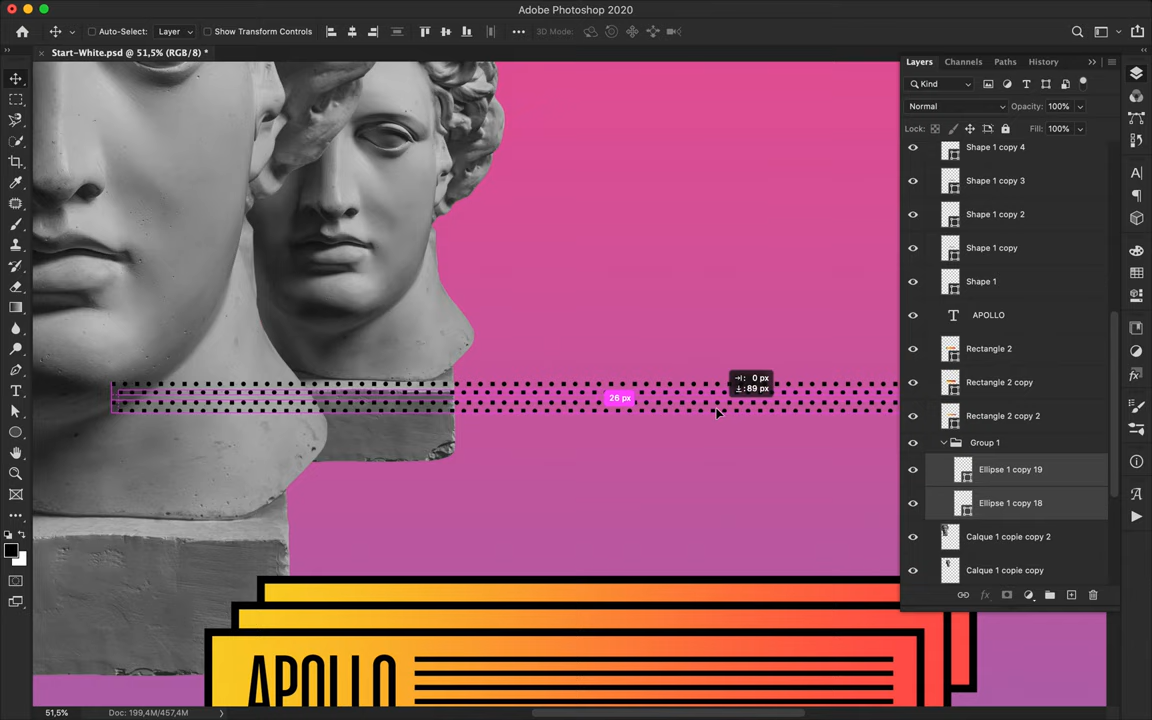 Adobe Photoshop 2020
Auto-Select: Layer Show Transform Controls 3D Mode:
Start-White.psd @ 51,5% (RGB/8) *
Layers Channels Paths History
Kind
Normal Opacity: 100%
Lock: Fill: 100%
Shape 1 copy 4
Shape 1 copy 3
Shape 1 copy 2
Shape 1 copy
Shape 1
APOLLO
Rectangle 2
Rectangle 2 copy
Rectangle 2 copy 2
Group 1
Ellipse 1 copy 19
Ellipse 1 copy 18
Calque 1 copie copy 2
Calque 1 copie copy
: 0 px
: 89 px
26 px
APOLLO
51,5% Doc: 199,4M/457,4M